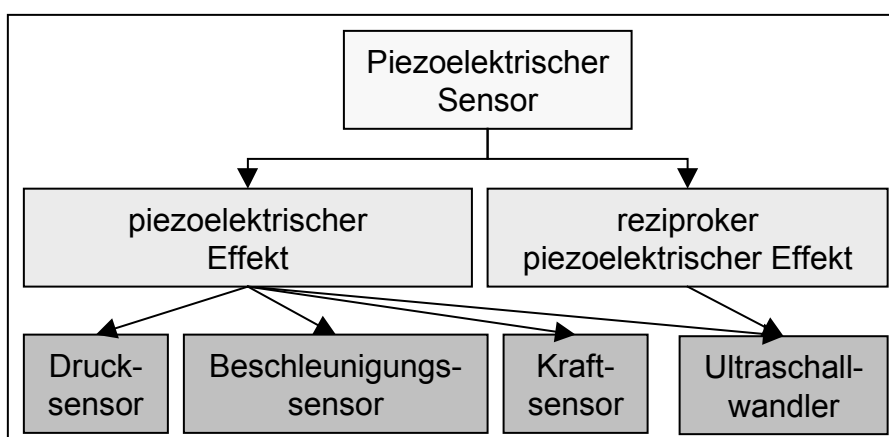 Piezoelektrischer
Sensor
piezoelektrischer
Effekt
reziproker
piezoelektrischer Effekt
Druck-
sensor
Beschleunigungs-
sensor
Kraft-
sensor
Ultraschall-
wandler